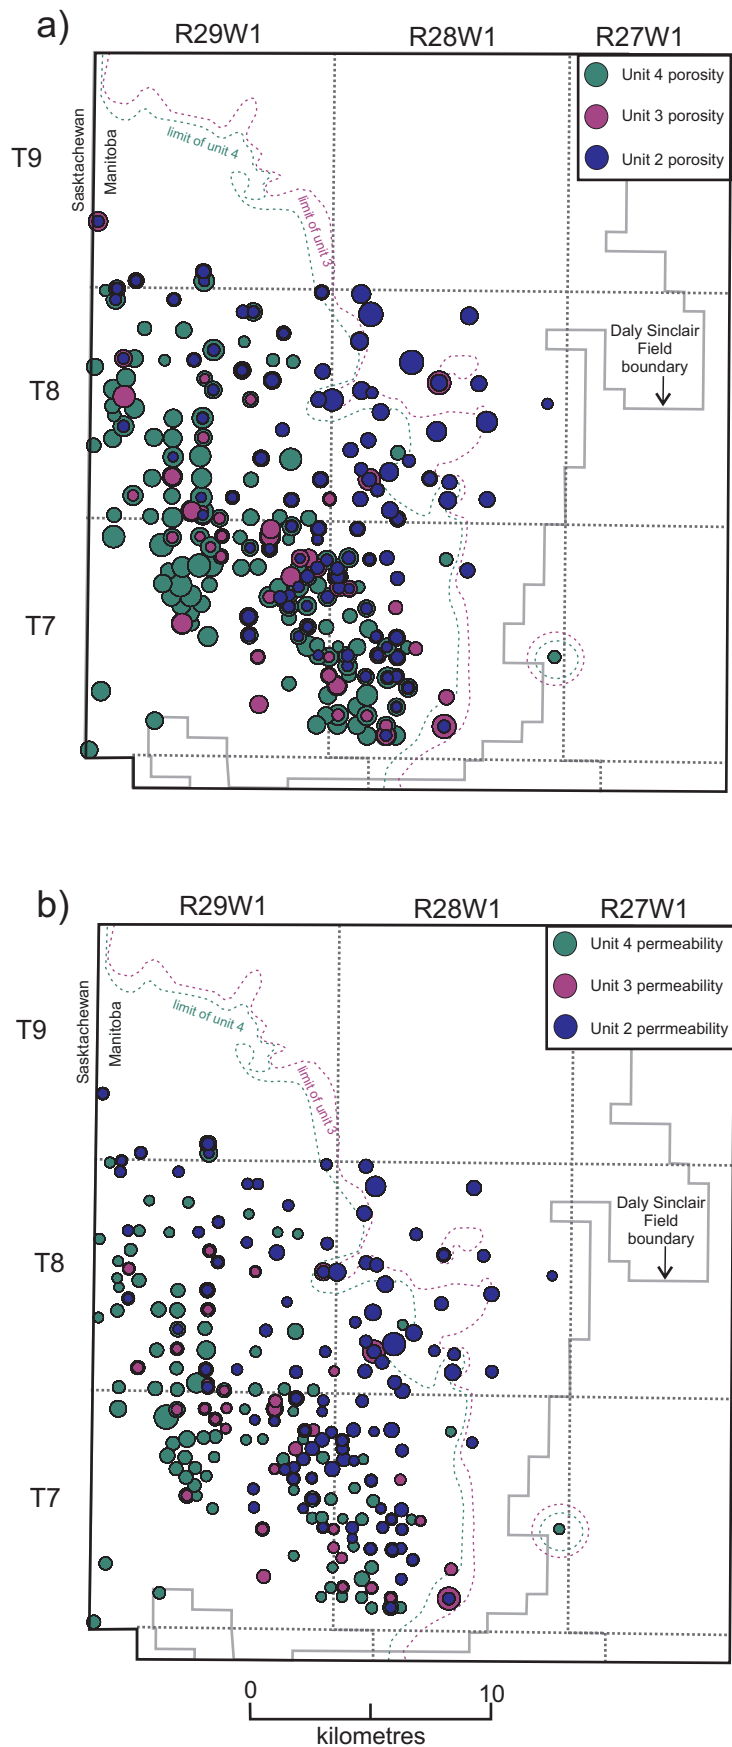 a)
R29W1
R28W1
R27W1
Unit 4 porosity
Unit 3 porosity
Unit 2 porosity
T9
Sasktachewan
Manitoba
limit of unit 4
limit of unit 3
Daly Sinclair
Field
boundary
T8
T7
b)
R29W1
R28W1
R27W1
Unit 4 permeability
Unit 3 permeability
Unit 2 perrmeability
T9
Sasktachewan
Manitoba
limit of unit 4
limit of unit 3
Daly Sinclair
Field
boundary
T8
T7
0
10
kilometres